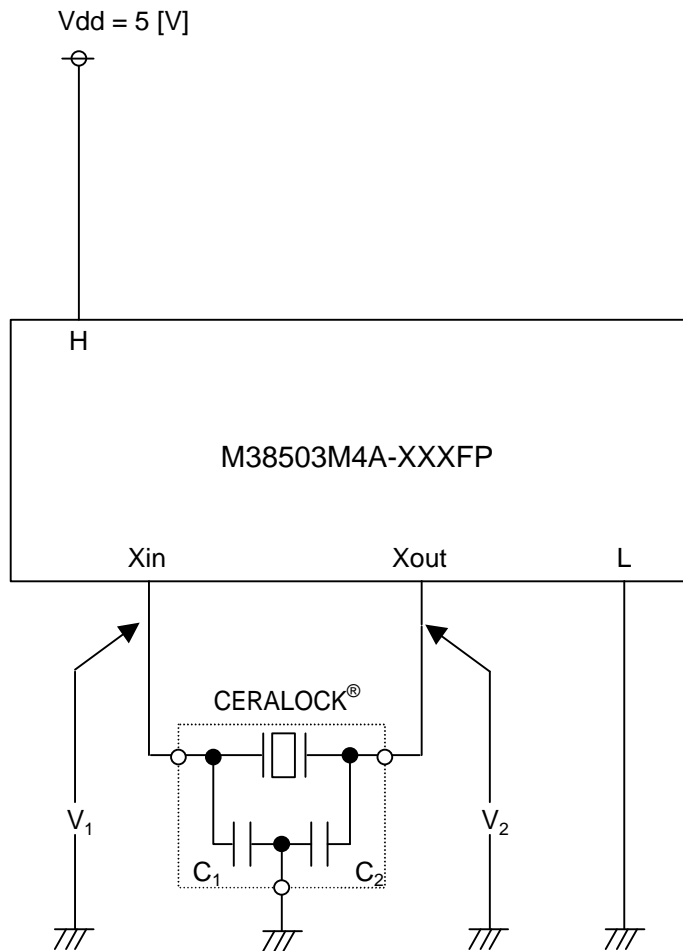 Vdd = 5 [V]
H
M38503M4A-XXXFP
Xin Xout L
CERALOCK®
V₁ V₂
C₁ C₂